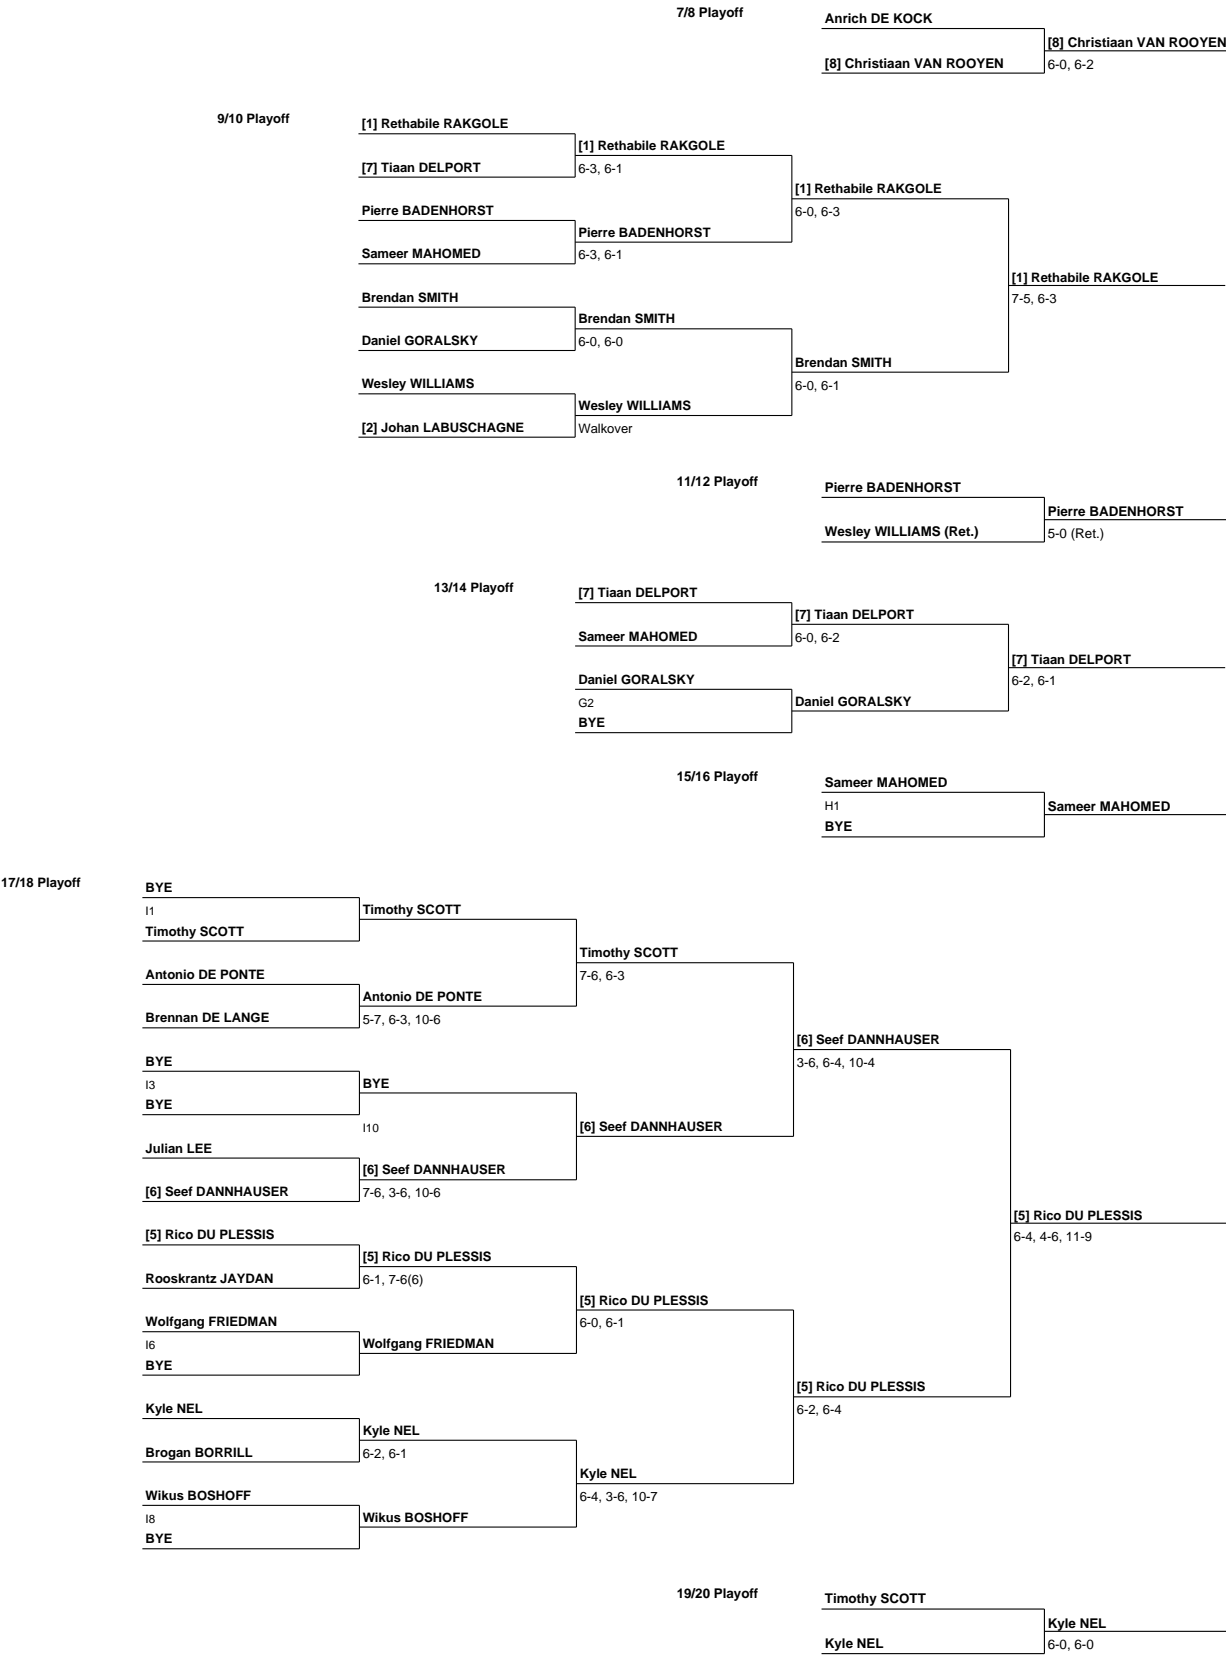 7/8 Playoff
Anrich DE KOCK
[8] Christiaan VAN ROOYEN
[8] Christiaan VAN ROOYEN
6-0, 6-2
9/10 Playoff
[1] Rethabile RAKGOLE
[1] Rethabile RAKGOLE
[7] Tiaan DELPORT
6-3, 6-1
[1] Rethabile RAKGOLE
Pierre BADENHORST
6-0, 6-3
Pierre BADENHORST
Sameer MAHOMED
6-3, 6-1
[1] Rethabile RAKGOLE
Brendan SMITH
7-5, 6-3
Brendan SMITH
Daniel GORALSKY
6-0, 6-0
Brendan SMITH
Wesley WILLIAMS
6-0, 6-1
Wesley WILLIAMS
[2] Johan LABUSCHAGNE
Walkover
11/12 Playoff
Pierre BADENHORST
Pierre BADENHORST
Wesley WILLIAMS (Ret.)
5-0 (Ret.)
13/14 Playoff
[7] Tiaan DELPORT
[7] Tiaan DELPORT
Sameer MAHOMED
6-0, 6-2
[7] Tiaan DELPORT
Daniel GORALSKY
6-2, 6-1
G2
Daniel GORALSKY
BYE
15/16 Playoff
Sameer MAHOMED
H1
Sameer MAHOMED
BYE
17/18 Playoff
BYE
I1
Timothy SCOTT
Timothy SCOTT
Timothy SCOTT
Antonio DE PONTE
7-6, 6-3
Antonio DE PONTE
Brennan DE LANGE
5-7, 6-3, 10-6
[6] Seef DANNHAUSER
BYE
3-6, 6-4, 10-4
I3
BYE
BYE
I10
[6] Seef DANNHAUSER
Julian LEE
[6] Seef DANNHAUSER
[6] Seef DANNHAUSER
7-6, 3-6, 10-6
[5] Rico DU PLESSIS
[5] Rico DU PLESSIS
6-4, 4-6, 11-9
[5] Rico DU PLESSIS
Rooskrantz JAYDAN
6-1, 7-6(6)
[5] Rico DU PLESSIS
Wolfgang FRIEDMAN
6-0, 6-1
I6
Wolfgang FRIEDMAN
BYE
[5] Rico DU PLESSIS
Kyle NEL
6-2, 6-4
Kyle NEL
Brogan BORRILL
6-2, 6-1
Kyle NEL
Wikus BOSHOFF
6-4, 3-6, 10-7
I8
Wikus BOSHOFF
BYE
19/20 Playoff
Timothy SCOTT
Kyle NEL
Kyle NEL
6-0, 6-0